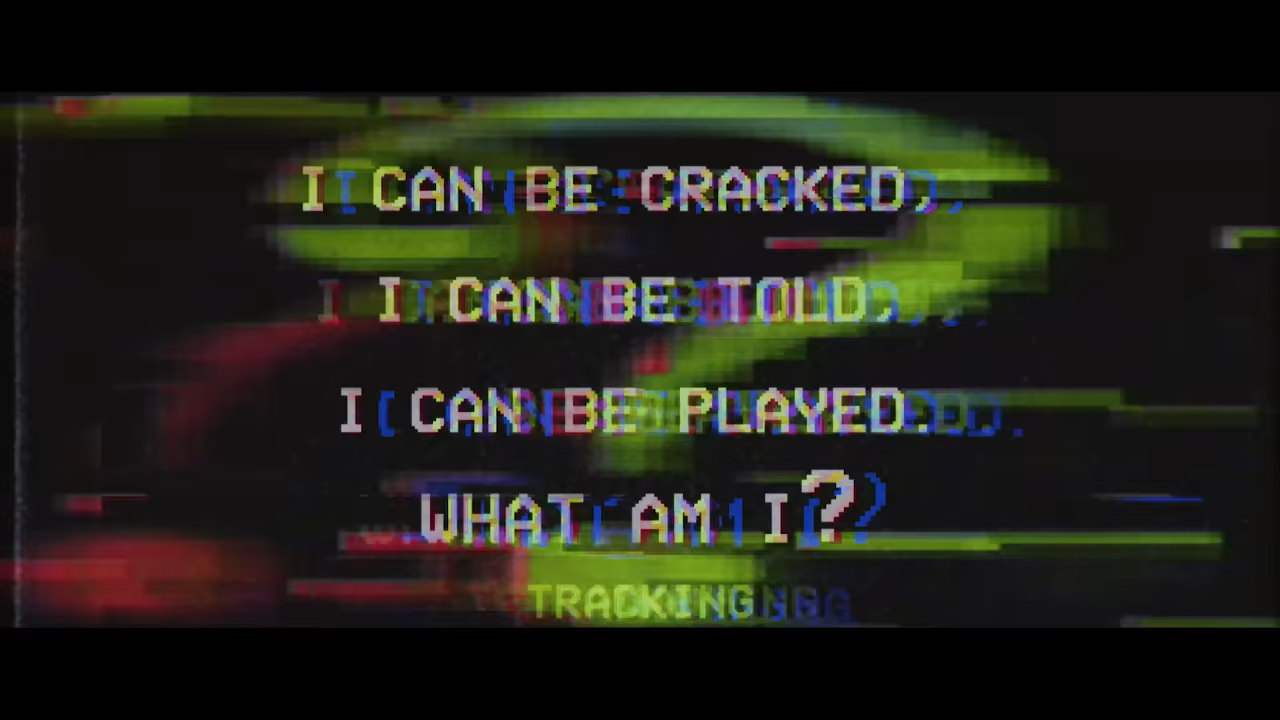 I CAN BE CRACKED,
I CAN BE TOLD,
I CAN BE PLAYED.
WHAT AM I?
TRACKING